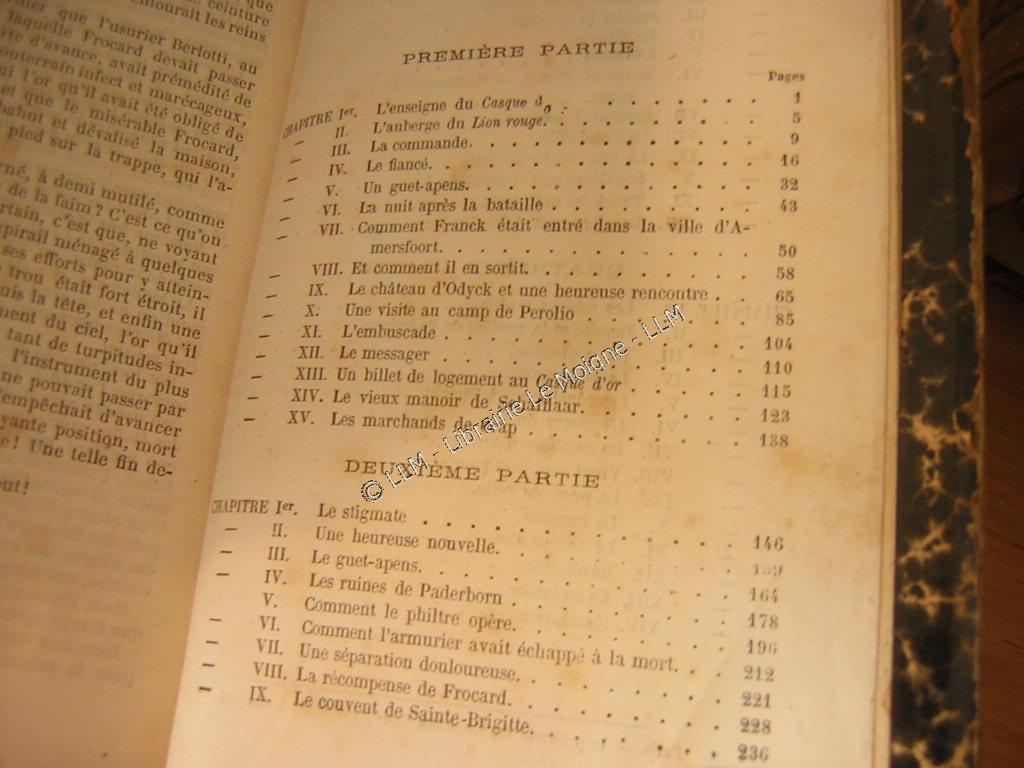 que
ceinture
entourait les reins
que l'usurier Berlotti, au
laquelle Frocard devait passer
d'avance, avait prémédité de
infect et marécageux,
l'or qu'il avait été obligé de
et que le misérable Frocard,
bahut et dévalisé la maison,
pied sur la trappe, qui l'a-
à demi mutilé, comme
de la faim? C'est ce qu'on
c'est que, ne voyant
ménagé à quelques
ses efforts pour y attein-
trou était fort étroit, il
la tête, et enfin une
du ciel, l'or qu'il
tant de turpitudes in-
l'instrument du plus
ne pouvait passer par
l'empêchait d'avancer
position, mort
Une telle fin de-
PREMIÈRE PARTIE
Pages
CHAPITRE Ier. L'enseigne du Casque d'o . . . . . . . . 1
— II. L'auberge du Lion rouge. . . . . . . . . 5
— III. La commande. . . . . . . . . . . . 9
— IV. Le fiancé. . . . . . . . . . . . . 16
— V. Un guet-apens. . . . . . . . . . . . 32
— VI. La nuit après la bataille . . . . . . . . . 43
— VII. Comment Franck était entré dans la ville d'A-
mersfoort. . . . . . . . . . . . 50
— VIII. Et comment il en sortit. . . . . . . . . 58
— IX. Le château d'Odyck et une heureuse rencontre . . 65
— X. Une visite au camp de Perolio . . . . . . . 85
— XI. L'embuscade . . . . . . . . . . . . 104
— XII. Le messager . . . . . . . . . . . . 110
— XIII. Un billet de logement au Casque d'or . . . . . 115
— XIV. Le vieux manoir de Schaffelaar. . . . . . . 123
— XV. Les marchands de drap . . . . . . . . . 138
DEUXIÈME PARTIE
CHAPITRE Ier. Le stigmate . . . . . . . . . . . 146
— II. Une heureuse nouvelle. . . . . . . . . . 159
— III. Le guet-apens. . . . . . . . . . . . 164
— IV. Les ruines de Paderborn . . . . . . . . . 178
V. Comment le philtre opère. . . . . . . . . 196
— VI. Comment l'armurier avait échappé à la mort. . . 212
— VII. Une séparation douloureuse. . . . . . . . 221
— VIII. La récompense de Frocard. . . . . . . . 228
— IX. Le couvent de Sainte-Brigitte. . . . . . . . 236
© LLM - Librairie Le Moigne - LLM